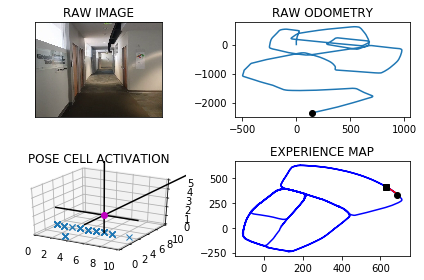 RAW IMAGE
RAW ODOMETRY
0
−1000
−2000
−500 0 500 1000
POSE CELL ACTIVATION
5
4
3
2
1
0
0 2 4 6 8 10
0 2 4 6 8 10
EXPERIENCE MAP
500
250
0
−250
0 200 400 600